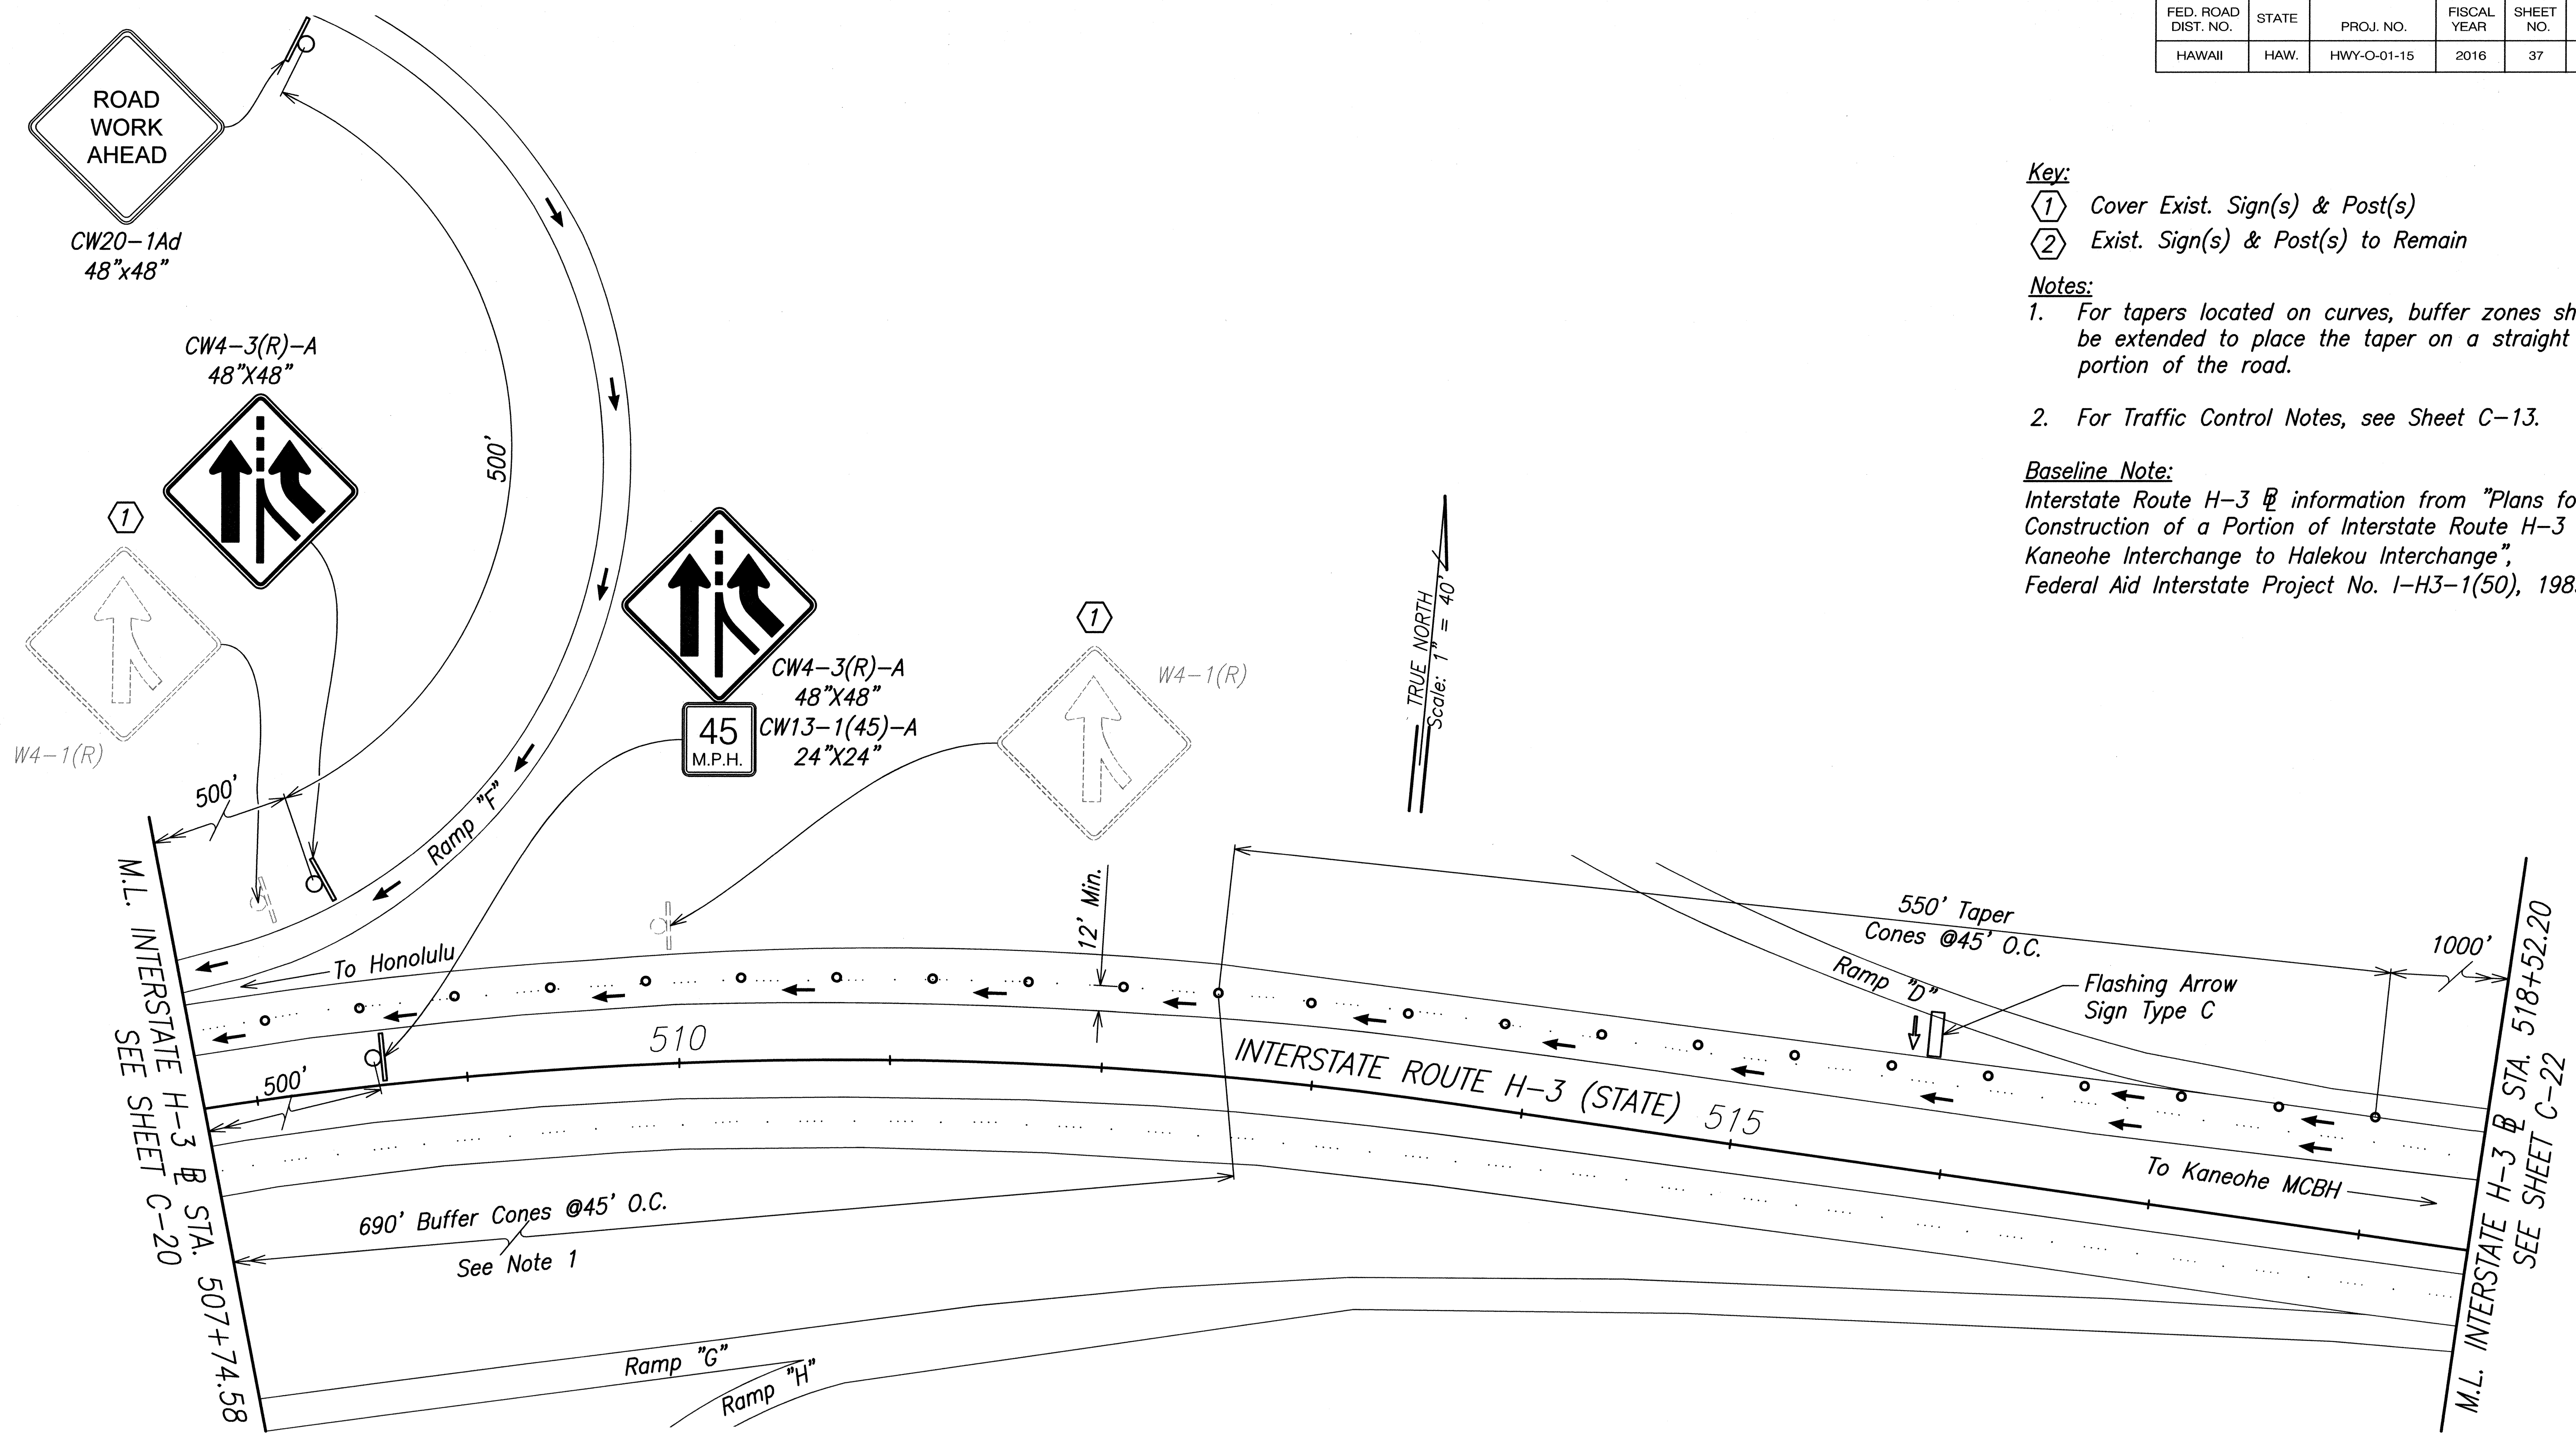 FED. ROAD DIST. NO.
STATE
PROJ. NO.
FISCAL YEAR
SHEET NO.
HAWAII
HAW.
HWY-O-01-15
2016
37
ROAD
WORK
AHEAD
CW20-1Ad
48"x48"
CW4-3(R)-A
48"X48"
1
W4-1(R)
500'
500'
Ramp "F"
CW4-3(R)-A
48"X48"
45
M.P.H.
CW13-1(45)-A
24"X24"
1
W4-1(R)
TRUE NORTH
Scale: 1" = 40'
Key:
1 Cover Exist. Sign(s) & Post(s)
2 Exist. Sign(s) & Post(s) to Remain
Notes:
1. For tapers located on curves, buffer zones
be extended to place the taper on a straight
portion of the road.
2. For Traffic Control Notes, see Sheet C-13.
Baseline Note:
Interstate Route H-3 BL information from "Plans
Construction of a Portion of Interstate Route H-3
Kaneohe Interchange to Halekou Interchange",
Federal Aid Interstate Project No. I-H3-1(50),
M.L. INTERSTATE H-3 BL STA. 507+74.58
SEE SHEET C-20
To Honolulu
500'
510
12' Min.
550' Taper
Cones @45' O.C.
1000'
Ramp "D"
Flashing Arrow
Sign Type C
INTERSTATE ROUTE H-3 (STATE)
515
To Kaneohe MCBH
690' Buffer Cones @45' O.C.
See Note 1
Ramp "G"
Ramp "H"
M.L. INTERSTATE H-3 BL STA. 518+52.20
SEE SHEET C-22